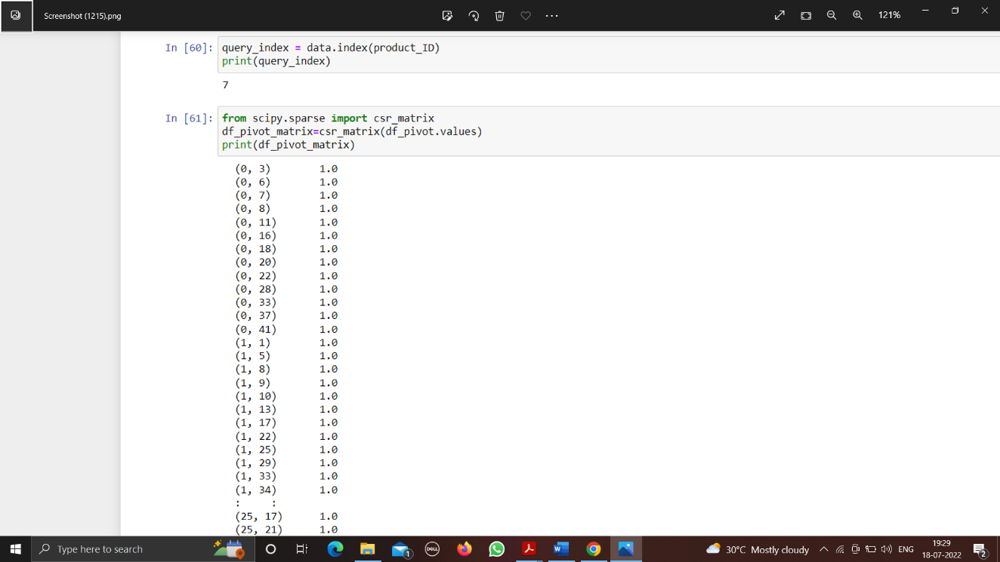 Screenshot (1215).png
121%
In [60]: query_index = data.index(product_ID)
print(query_index)
7
In [61]: from scipy.sparse import csr_matrix
df_pivot_matrix=csr_matrix(df_pivot.values)
print(df_pivot_matrix)
(0, 3) 1.0
(0, 6) 1.0
(0, 7) 1.0
(0, 8) 1.0
(0, 11) 1.0
(0, 16) 1.0
(0, 18) 1.0
(0, 20) 1.0
(0, 22) 1.0
(0, 28) 1.0
(0, 33) 1.0
(0, 37) 1.0
(0, 41) 1.0
(1, 1) 1.0
(1, 5) 1.0
(1, 8) 1.0
(1, 9) 1.0
(1, 10) 1.0
(1, 13) 1.0
(1, 17) 1.0
(1, 22) 1.0
(1, 25) 1.0
(1, 29) 1.0
(1, 33) 1.0
(1, 34) 1.0
: :
(25, 17) 1.0
(25, 21) 1.0
Type here to search
1
DELL
W
30°C Mostly cloudy
ENG
19:29
18-07-2022
2